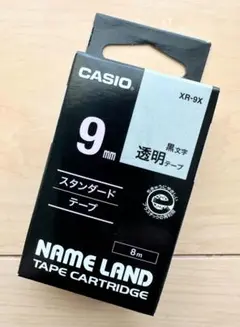 CASIO
XR-9X
9mm
黒文字
透明テープ
スタンダード
テープ
8m
NAME LAND
TAPE CARTRIDGE